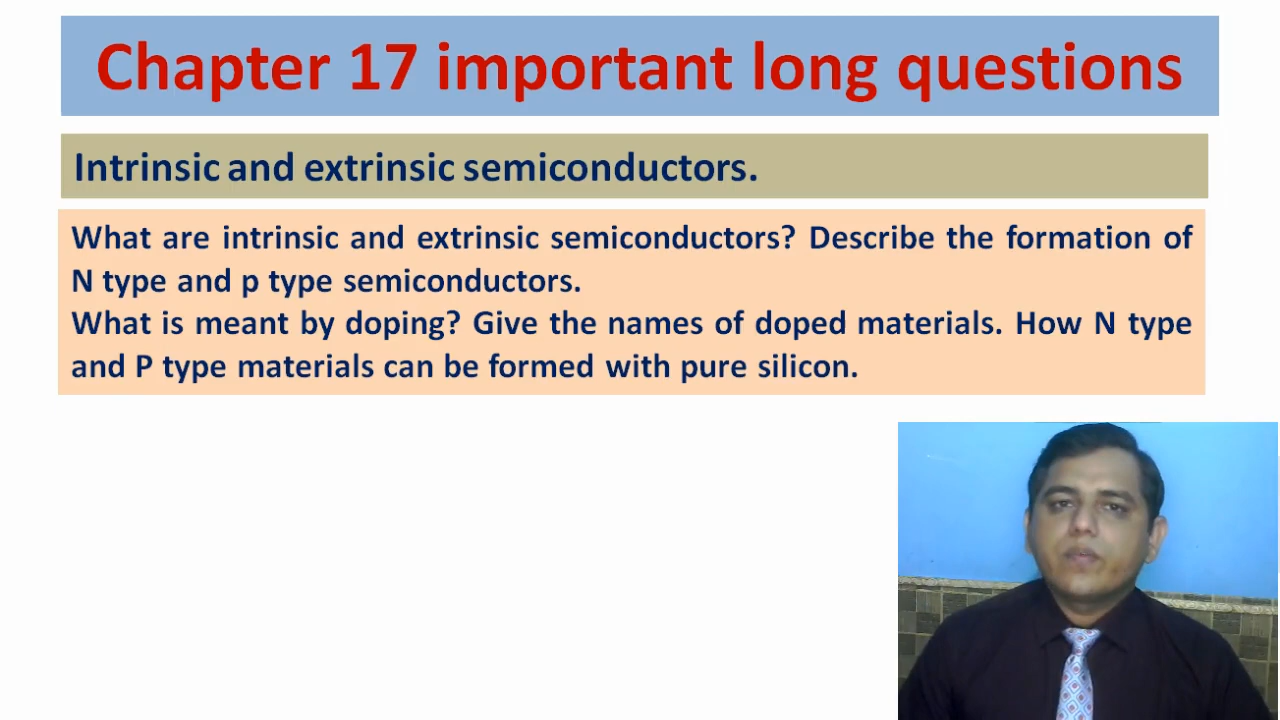 Chapter 17 important long questions
Intrinsic and extrinsic semiconductors.
What are intrinsic and extrinsic semiconductors? Describe the formation of
N type and p type semiconductors.
What is meant by doping? Give the names of doped materials. How N type
and P type materials can be formed with pure silicon.